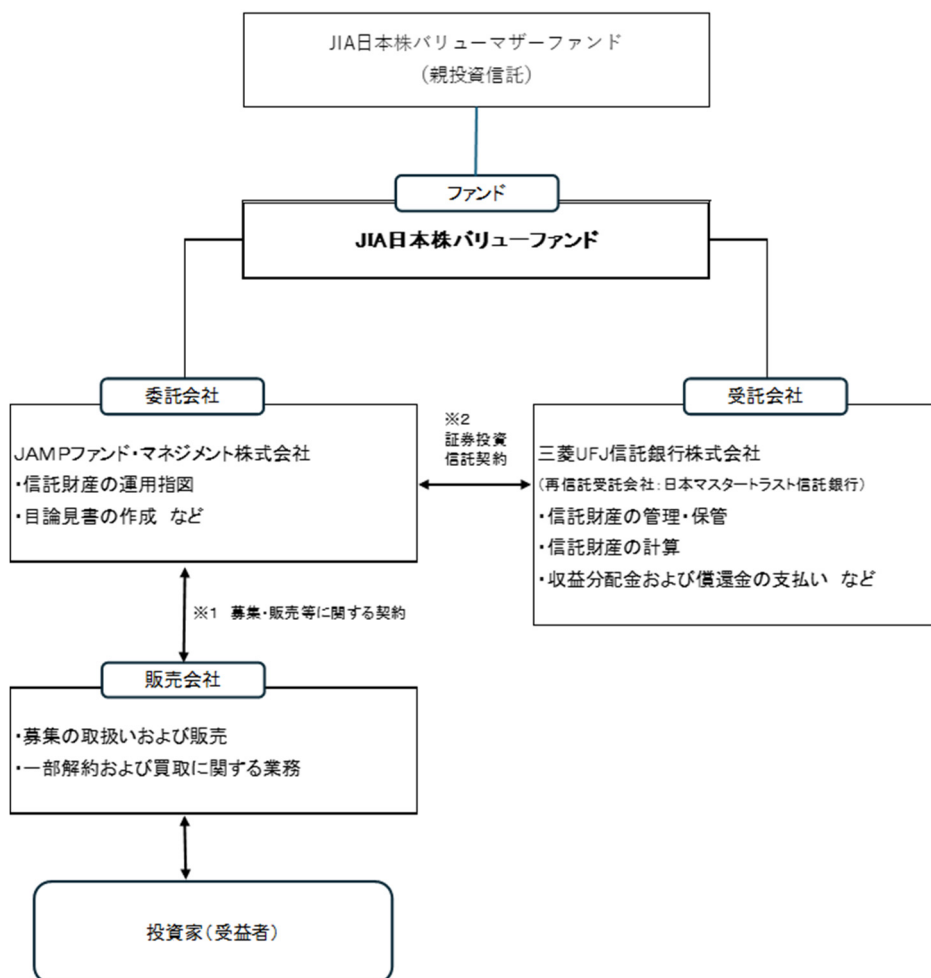 JIA日本株バリューマザーファンド
（親投資信託）
ファンド
JIA日本株バリューファンド
委託会社
JAMPファンド・マネジメント株式会社
・信託財産の運用指図
・目論見書の作成 など
※2
証券投資
信託契約
受託会社
三菱UFJ信託銀行株式会社
(再信託受託会社:日本マスタートラスト信託銀行)
・信託財産の管理・保管
・信託財産の計算
・収益分配金および償還金の支払い など
※1 募集・販売等に関する契約
販売会社
・募集の取扱いおよび販売
・一部解約および買取に関する業務
投資家(受益者)